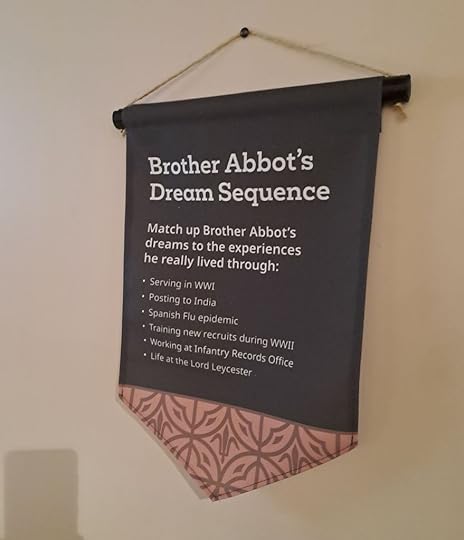 Brother Abbot's
Dream Sequence
Match up Brother Abbot's
dreams to the experiences
he really lived through:
• Serving in WWI
• Posting to India
• Spanish Flu epidemic
• Training new recruits during WWII
• Working at Infantry Records Office
• Life at the Lord Leycester